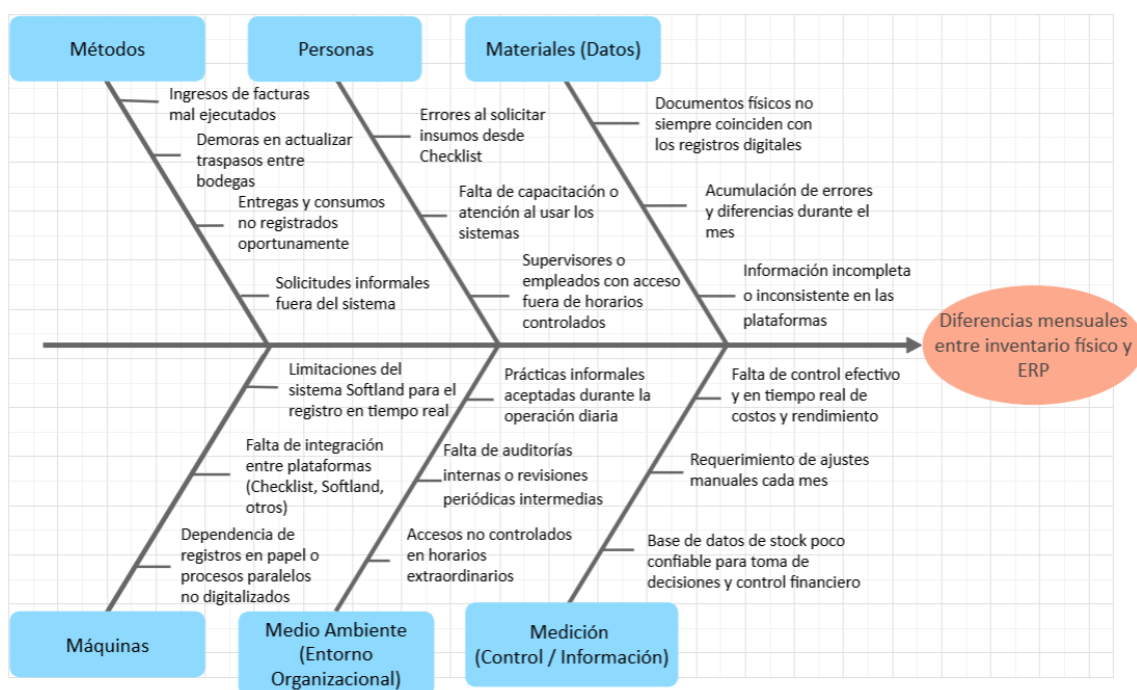 Métodos
Personas
Materiales (Datos)
Ingresos de facturas
mal ejecutados
Demoras en actualizar
traspasos entre
bodegas
Entregas y consumos
no registrados
oportunamente
Solicitudes informales
fuera del sistema
Errores al solicitar
insumos desde
Checklist
Falta de capacitación o
atención al usar los
sistemas
Supervisores o
empleados con acceso
fuera de horarios
controlados
Documentos físicos no
siempre coinciden con
los registros digitales
Acumulación de errores
y diferencias durante el
mes
Información incompleta
o inconsistente en las
plataformas
Diferencias mensuales
entre inventario físico y
ERP
Limitaciones del
sistema Softland para el
registro en tiempo real
Falta de integración
entre plataformas
(Checklist, Softland,
otros)
Dependencia de
registros en papel o
procesos paralelos
no digitalizados
Prácticas informales
aceptadas durante la
operación diaria
Falta de auditorías
internas o revisiones
periódicas intermedias
Accesos no controlados
en horarios
extraordinarios
Falta de control efectivo
y en tiempo real de
costos y rendimiento
Requerimiento de ajustes
manuales cada mes
Base de datos de stock poco
confiable para toma de
decisiones y control financiero
Máquinas
Medio Ambiente
(Entorno
Organizacional)
Medición
(Control / Información)